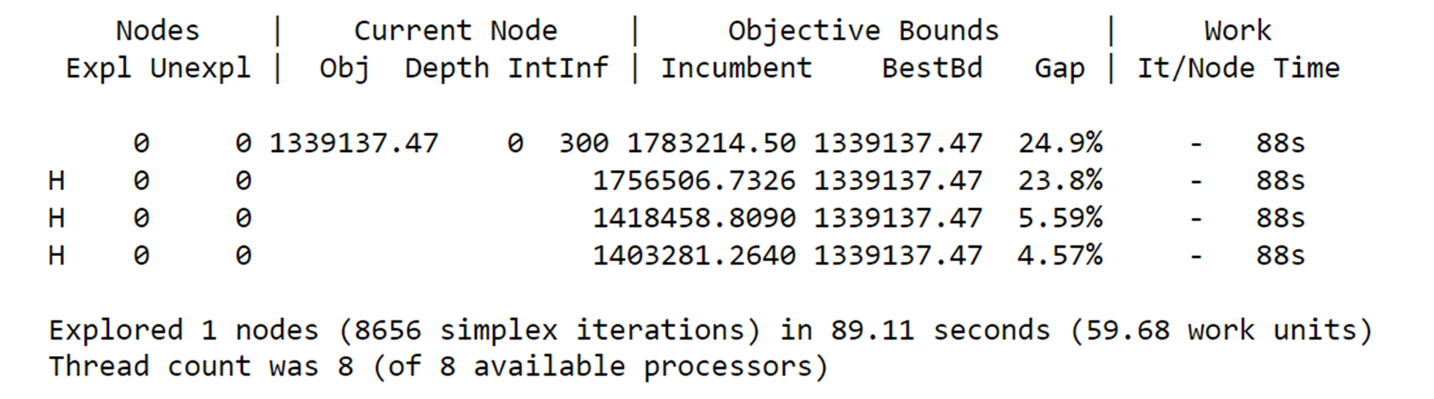 Nodes    |    Current Node    |     Objective Bounds      |     Work
 Expl Unexpl |  Obj  Depth IntInf | Incumbent    BestBd   Gap | It/Node Time

     0     0 1339137.47    0  300 1783214.50 1339137.47  24.9%     -   88s
H    0     0                    1756506.7326 1339137.47  23.8%     -   88s
H    0     0                    1418458.8090 1339137.47  5.59%     -   88s
H    0     0                    1403281.2640 1339137.47  4.57%     -   88s

Explored 1 nodes (8656 simplex iterations) in 89.11 seconds (59.68 work units)
Thread count was 8 (of 8 available processors)